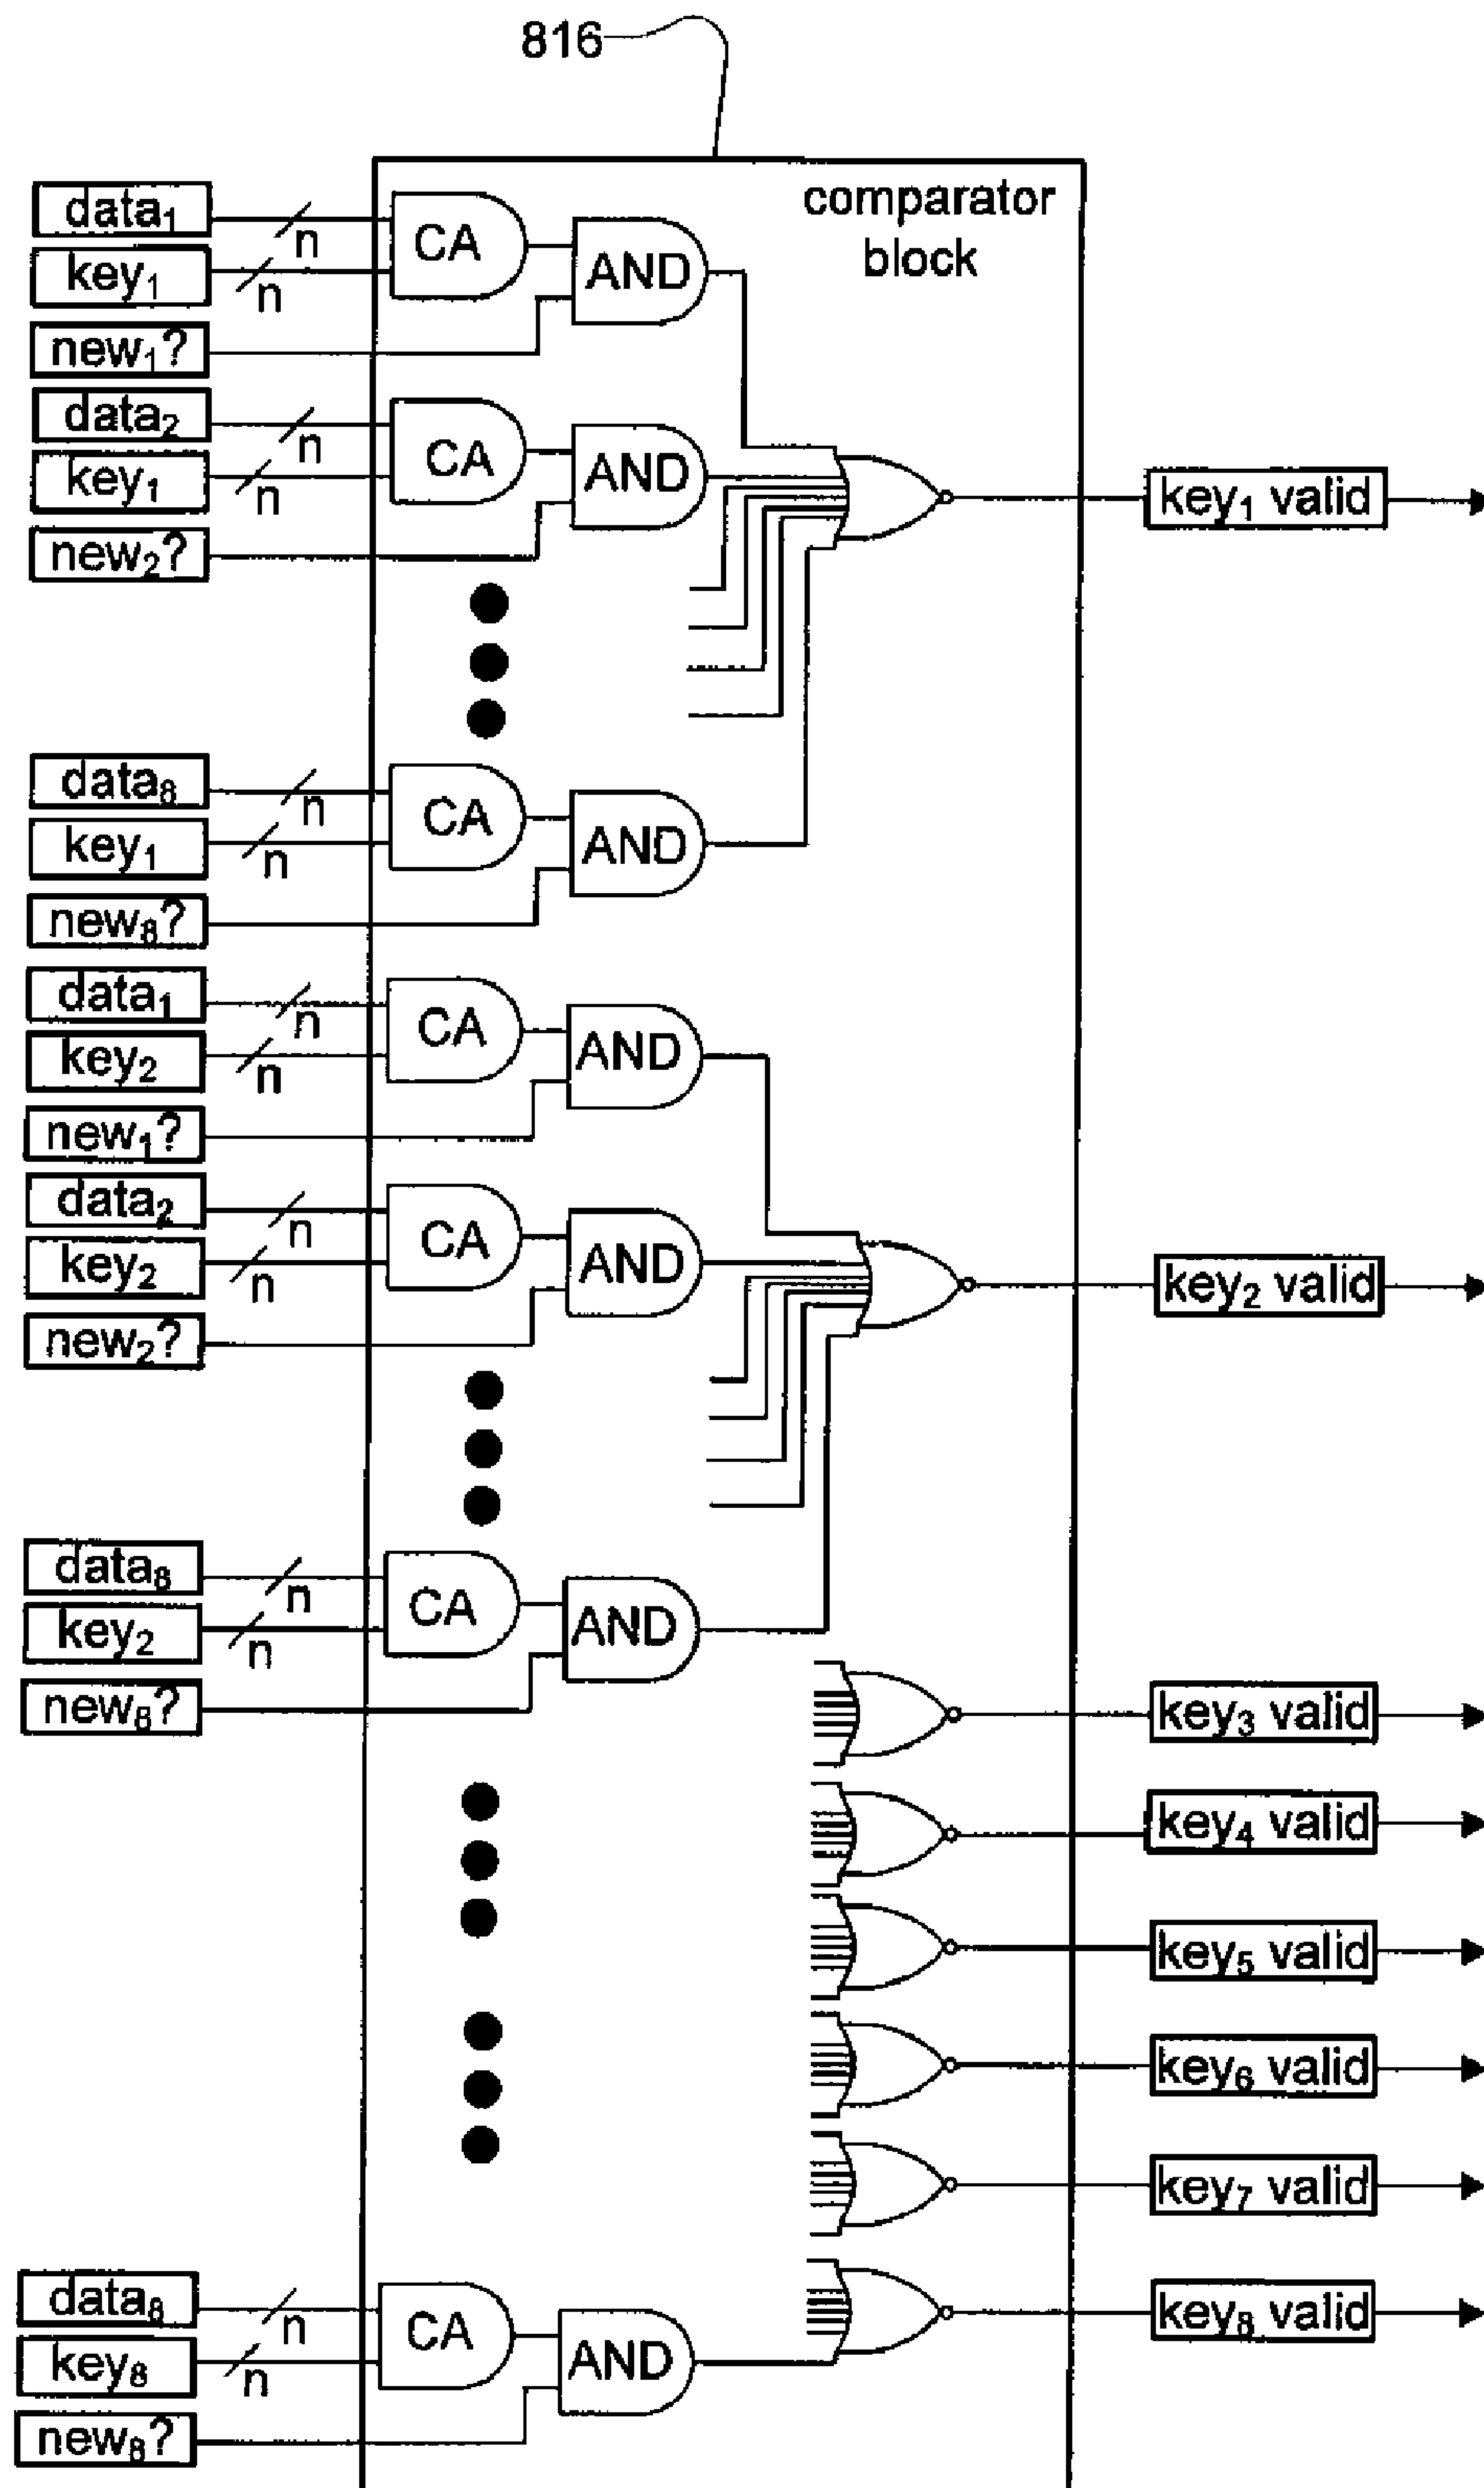 816
comparator
block
data₁
n
CA
key₁
n
AND
new₁?
data₂
n
CA
key₁
n
AND
key₁ valid
new₂?
data₈
n
CA
key₁
n
AND
new₈?
data₁
n
CA
key₂
n
AND
new₁?
data₂
n
CA
key₂
n
AND
key₂ valid
new₂?
data₈
n
CA
key₂
n
AND
new₈?
key₃ valid
key₄ valid
key₅ valid
key₆ valid
key₇ valid
data₈
n
CA
key₈ valid
key₈
n
AND
new₈?